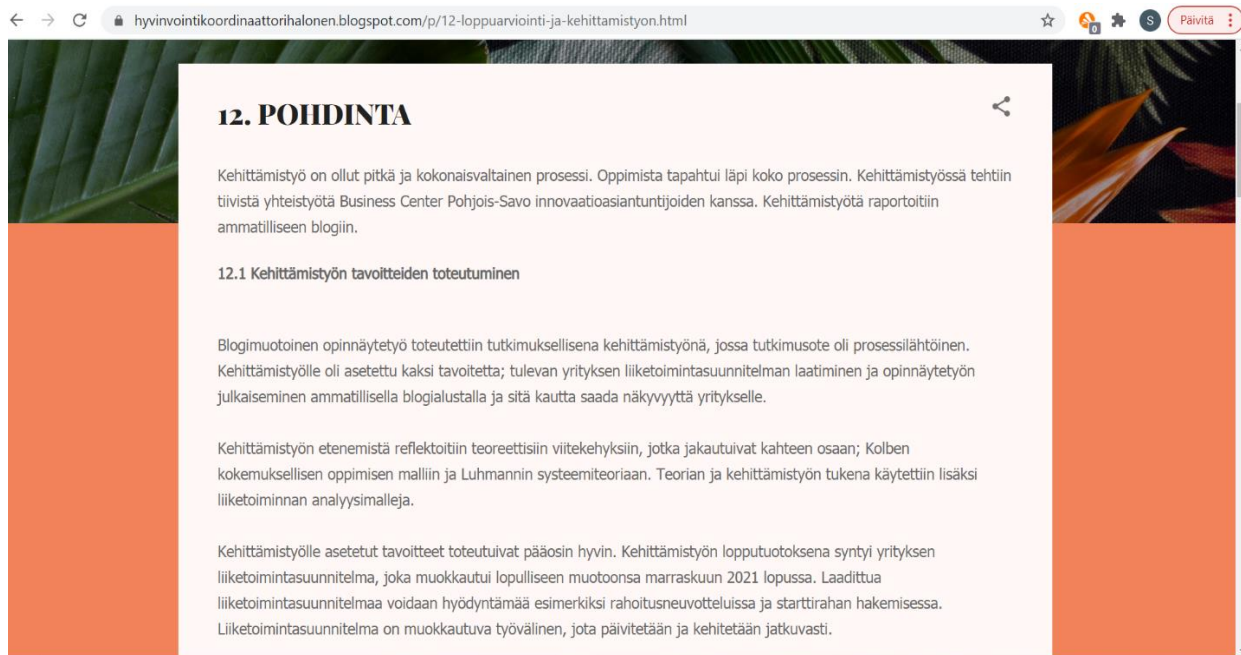 hyvinvointikoordinaattorihalonen.blogspot.com/p/12-loppuarviointi-ja-kehittamistyon.html
0
S
Päivitä
12. POHDINTA
Kehittämistyö on ollut pitkä ja kokonaisvaltainen prosessi. Oppimista tapahtui läpi koko prosessin. Kehittämistyössä tehtiin
tiivistä yhteistyötä Business Center Pohjois-Savo innovaatioasiantuntijoiden kanssa. Kehittämistyötä raportoitiin
ammatilliseen blogiin.
12.1 Kehittämistyön tavoitteiden toteutuminen
Blogimuotoinen opinnäytetyö toteutettiin tutkimuksellisena kehittämistyönä, jossa tutkimusote oli prosessilähtöinen.
Kehittämistyölle oli asetettu kaksi tavoitetta; tulevan yrityksen liiketoimintasuunnitelman laatiminen ja opinnäytetyön
julkaiseminen ammatillisella blogialustalla ja sitä kautta saada näkyvyyttä yritykselle.
Kehittämistyön etenemistä reflektoitiin teoreettisiin viitekehyksiin, jotka jakautuivat kahteen osaan; Kolben
kokemuksellisen oppimisen malliin ja Luhmannin systeemiteoriaan. Teorian ja kehittämistyön tukena käytettiin lisäksi
liiketoiminnan analyysimalleja.
Kehittämistyölle asetetut tavoitteet toteutuivat pääosin hyvin. Kehittämistyön lopputuotoksena syntyi yrityksen
liiketoimintasuunnitelma, joka muokkautui lopulliseen muotoonsa marraskuun 2021 lopussa. Laadittua
liiketoimintasuunnitelmaa voidaan hyödyntämää esimerkiksi rahoitusneuvotteluissa ja starttirahan hakemisessa.
Liiketoimintasuunnitelma on muokkautuva työvälinen, jota päivitetään ja kehitetään jatkuvasti.